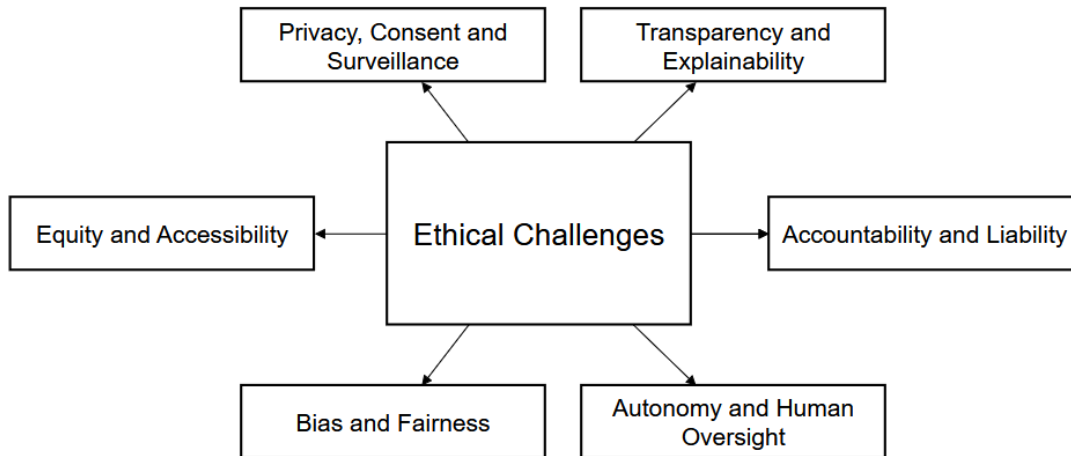 Privacy, Consent and
Surveillance
Transparency and
Explainability
Equity and Accessibility
Ethical Challenges
Accountability and Liability
Bias and Fairness
Autonomy and Human
Oversight